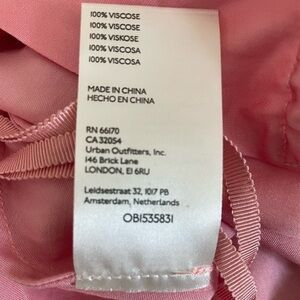 100% VISCOSE
100% VISCOSE
100% VISKOSE
100% VISCOSA
100% VISCOSA
MADE IN CHINA
HECHO EN CHINA
RN 66170
CA 32054
Urban Outfitters, Inc.
146 Brick Lane
LONDON, E1 6RU
Leidsestraat 32, 1017 PB
Amsterdam, Netherlands
OB1535831